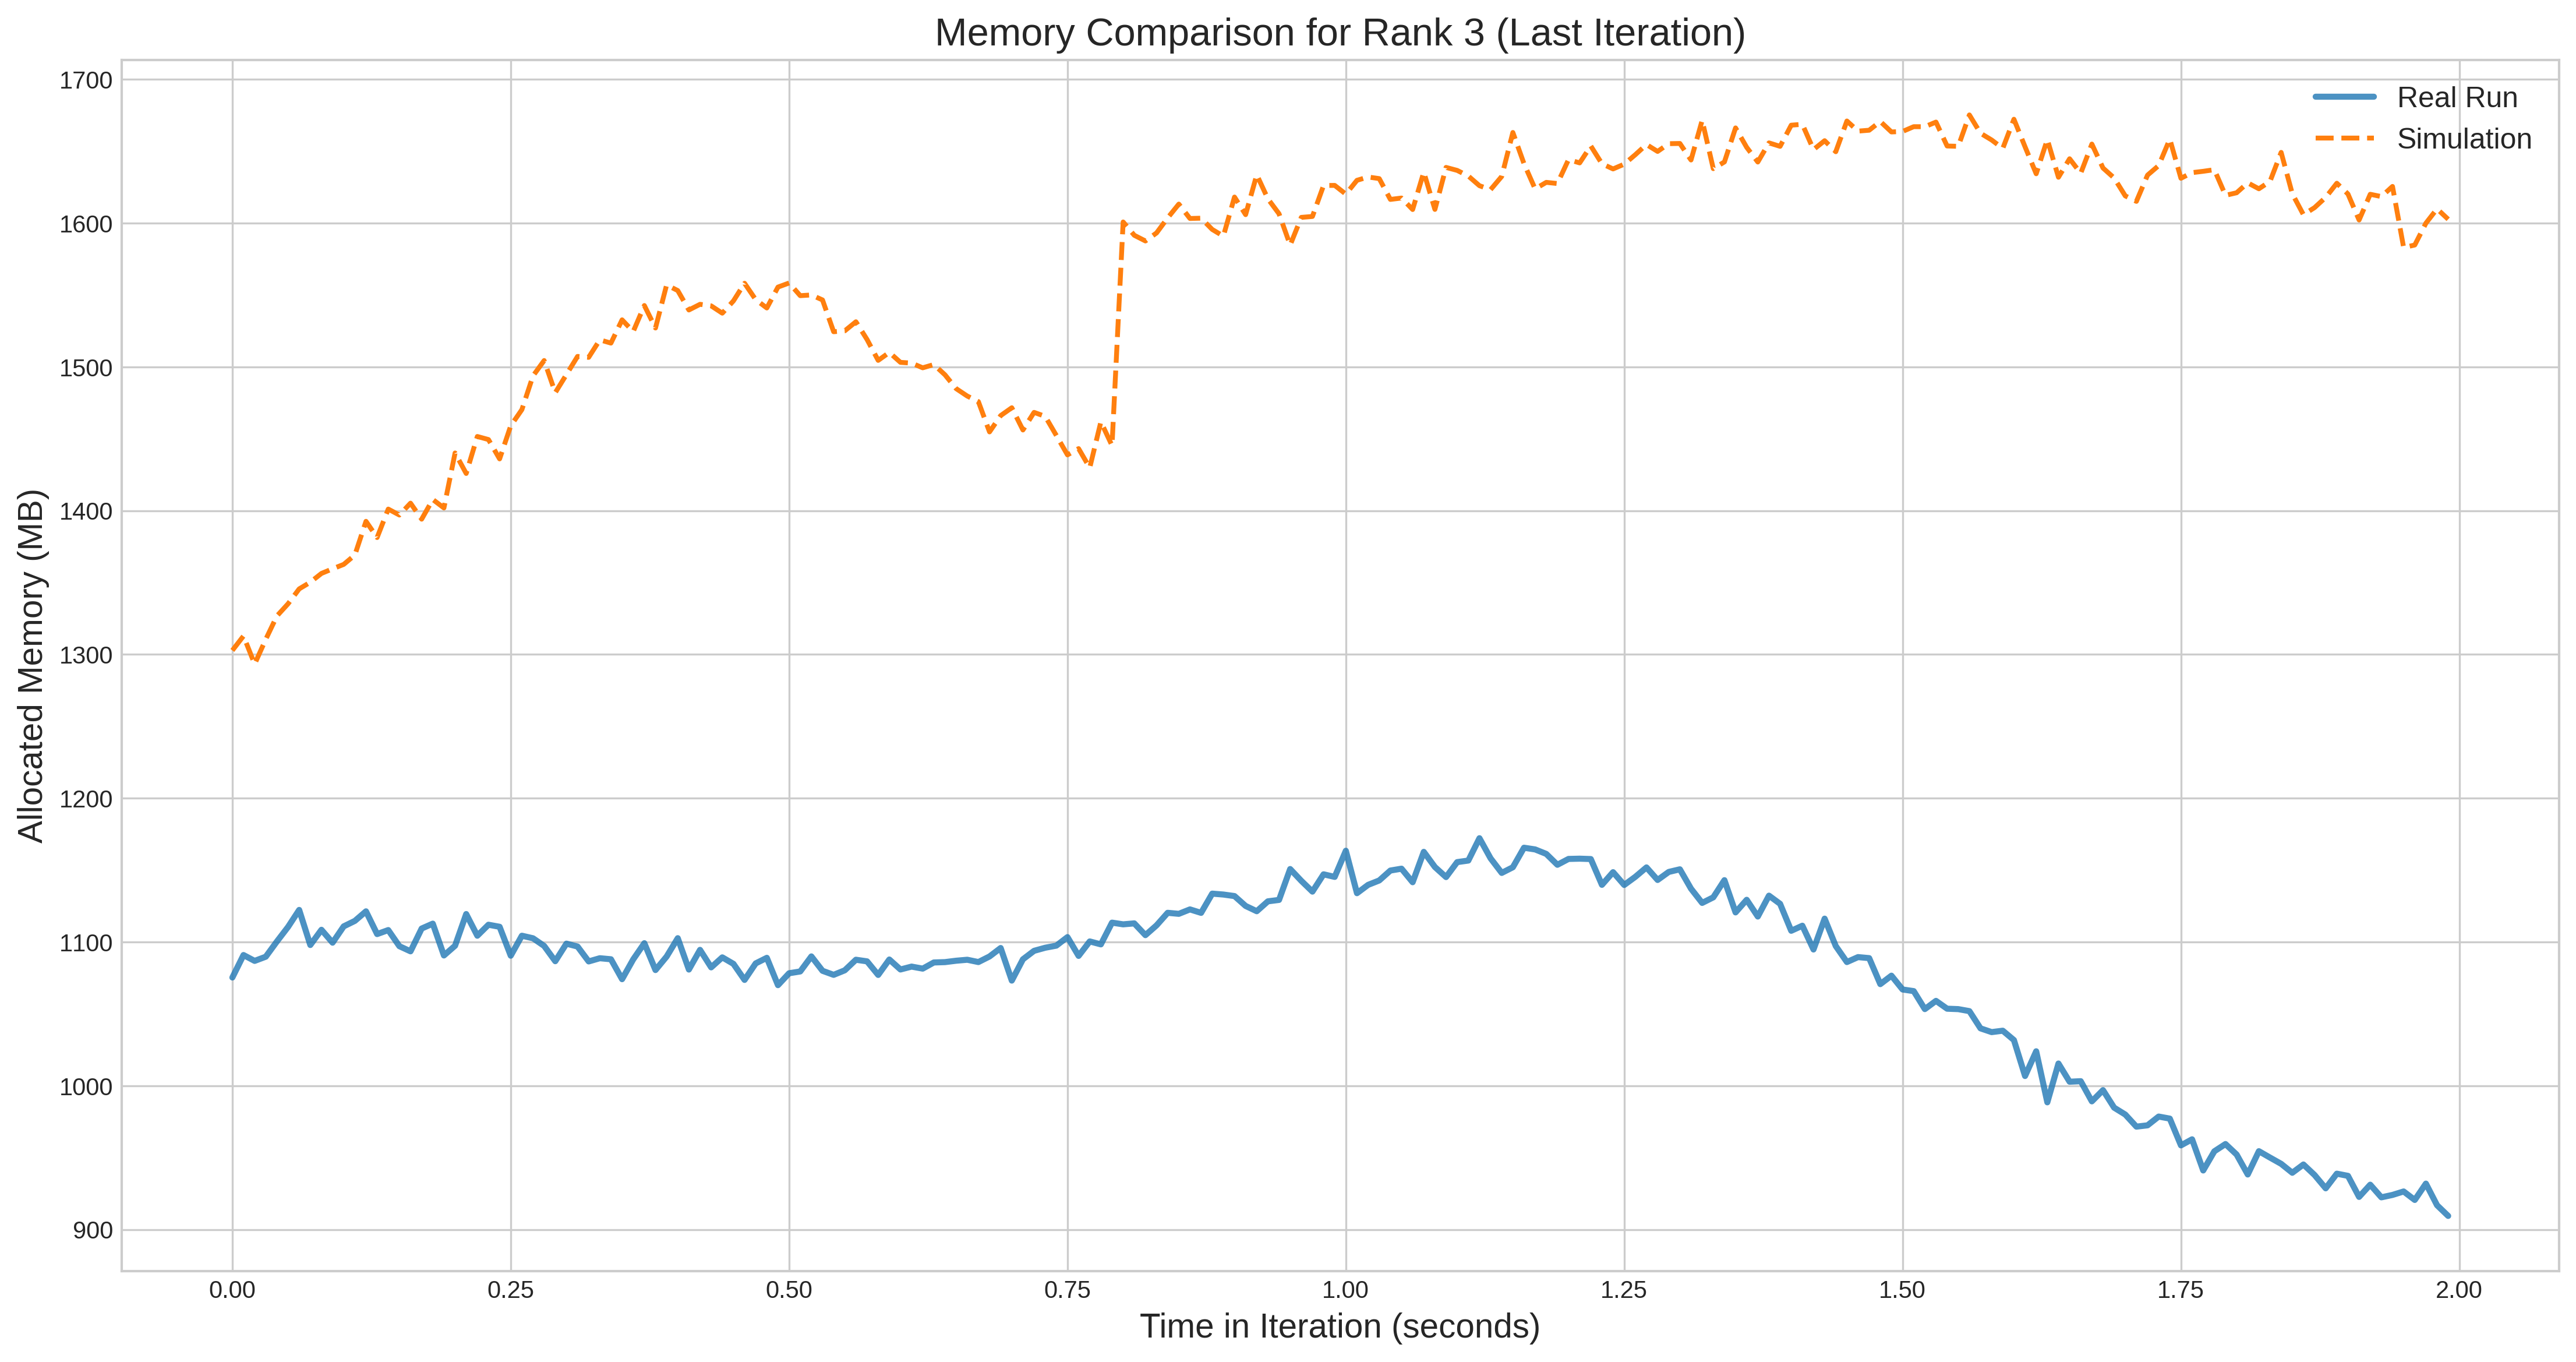 Memory Comparison for Rank 3 (Last Iteration)
Real Run
Simulation
Allocated Memory (MB)
1700
1600
1500
1400
1300
1200
1100
1000
900
0.00 0.25 0.50 0.75 1.00 1.25 1.50 1.75 2.00
Time in Iteration (seconds)